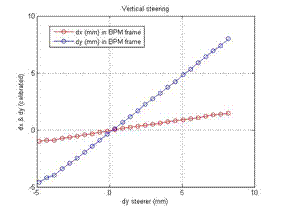 Vertical steering
10
dx (mm) in BPM frame
dy (mm) in BPM frame
5
dx & dy (calibrated)
0
-5
-5
0
5
10
dy steerer (mm)